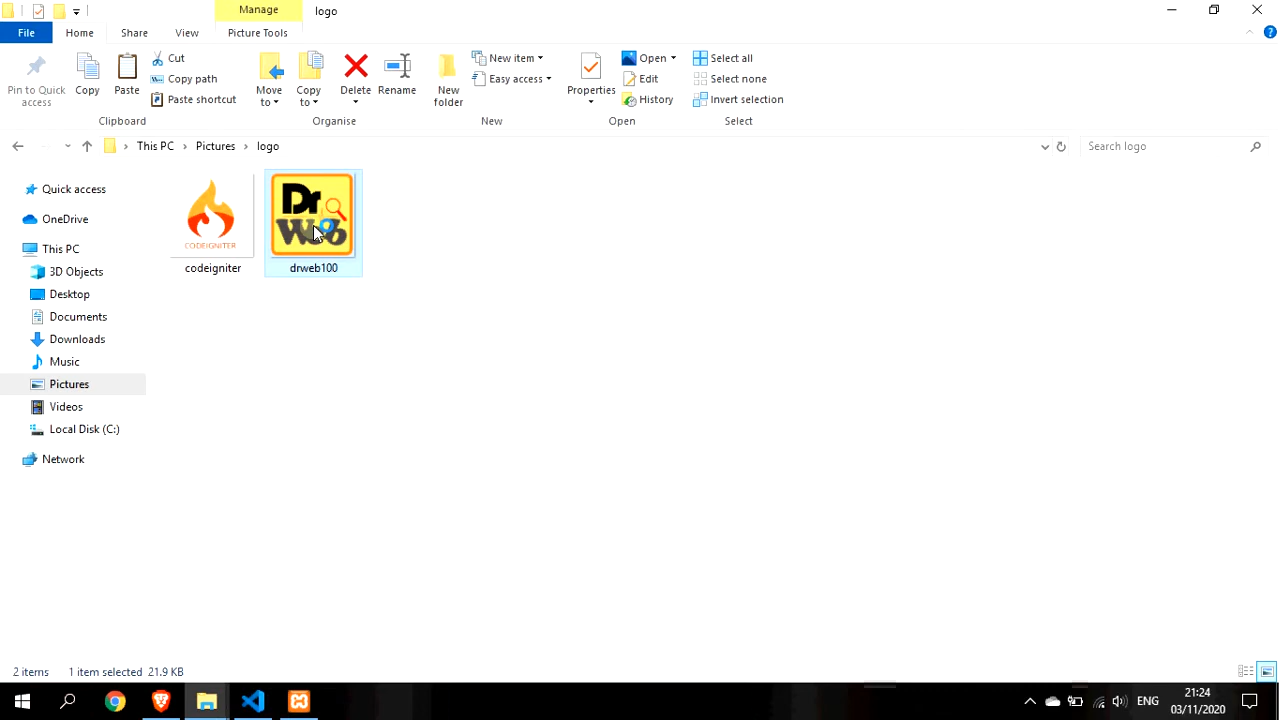 Manage
logo
File
Home
Share
View
Picture Tools
Pin to Quick access
Copy
Paste
Cut
Copy path
Paste shortcut
Clipboard
Move to
Copy to
Delete
Rename
Organise
New folder
New item
Easy access
New
Properties
Open
Edit
History
Open
Select all
Select none
Invert selection
Select
This PC
Pictures
logo
Search logo
Quick access
OneDrive
This PC
3D Objects
Desktop
Documents
Downloads
Music
Pictures
Videos
Local Disk (C:)
Network
CODEIGNITER
codeigniter
Dr
Web
drweb100
2 items
1 item selected 21.9 KB
ENG
21:24
03/11/2020